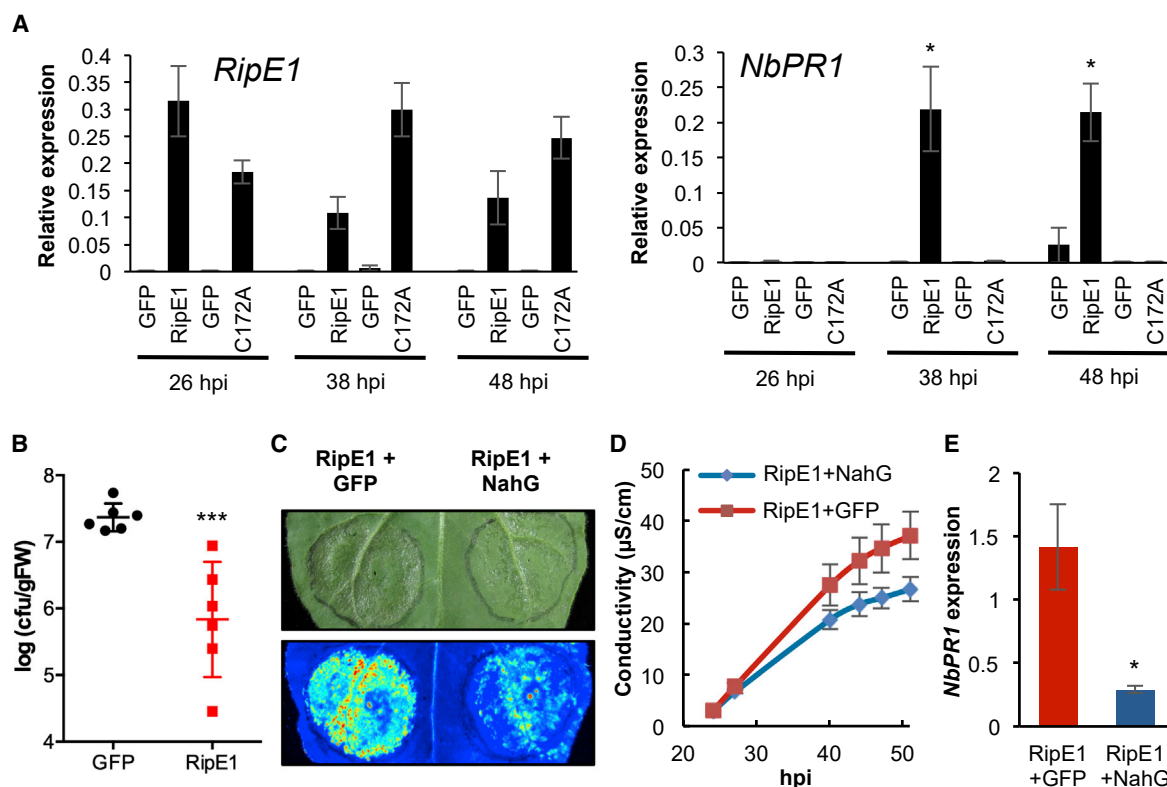 A
RipE1
Relative expression
0.4
0.35
0.3
0.25
0.2
0.15
0.1
0.05
0
GFP
RipE1
GFP
C172A
GFP
RipE1
GFP
C172A
GFP
RipE1
GFP
C172A
26 hpi
38 hpi
48 hpi
NbPR1
Relative expression
0.3
0.25
0.2
0.15
0.1
0.05
0
*
*
GFP
RipE1
GFP
C172A
GFP
RipE1
GFP
C172A
GFP
RipE1
GFP
C172A
26 hpi
38 hpi
48 hpi
B
log (cfu/gFW)
8
7
6
5
4
***
GFP
RipE1
C
RipE1 +
GFP
RipE1 +
NahG
D
Conductivity (µS/cm)
50
40
30
20
10
0
RipE1+NahG
RipE1+GFP
20
30
40
50
hpi
E
NbPR1 expression
2
1.5
1
0.5
0
*
RipE1
+GFP
RipE1
+NahG